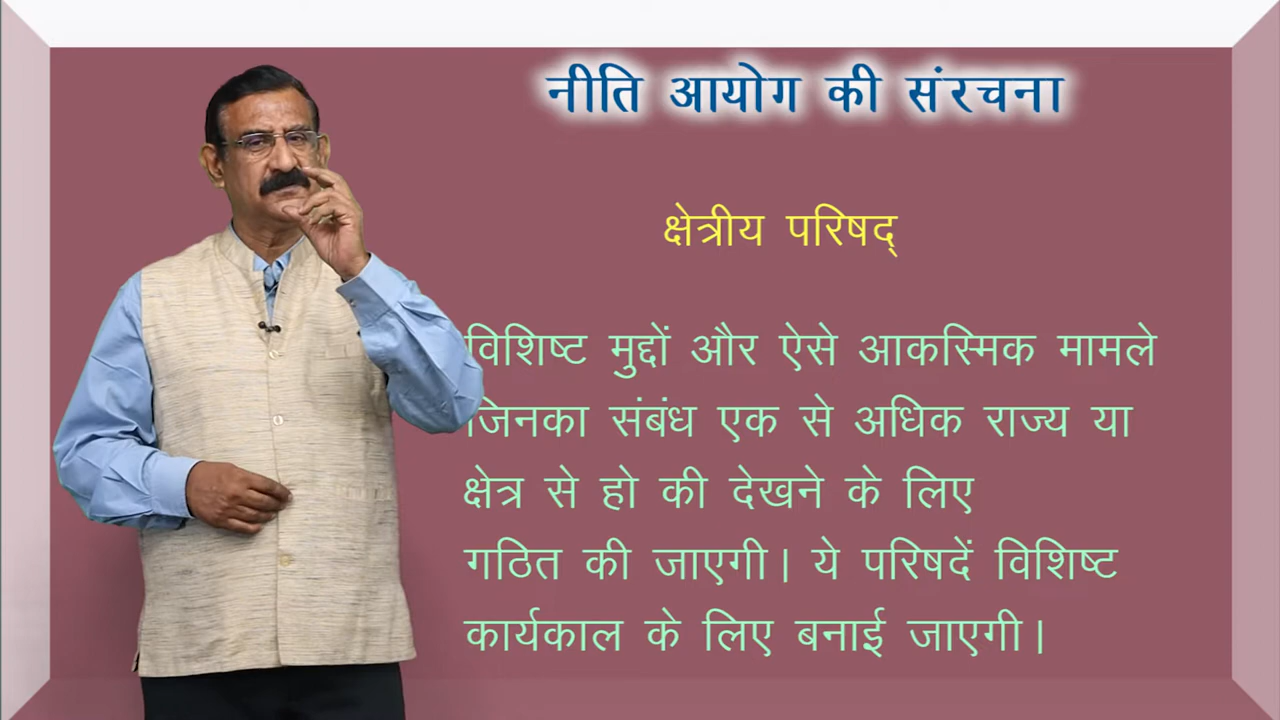 नीति आयोग की संरचना
क्षेत्रीय परिषद्
विशिष्ट मुद्दों और ऐसे आकस्मिक मामले
जिनका संबंध एक से अधिक राज्य या
क्षेत्र से हो की देखने के लिए
गठित की जाएगी। ये परिषदें विशिष्ट
कार्यकाल के लिए बनाई जाएगी।